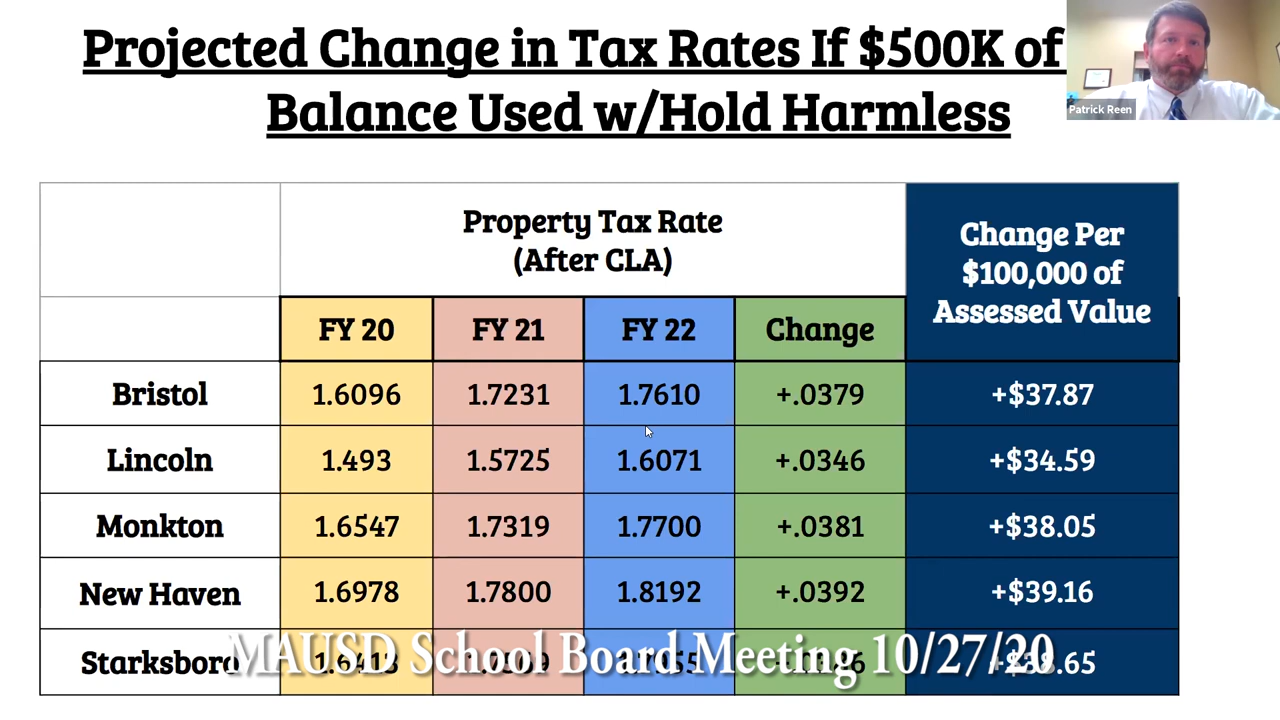 Projected Change in Tax Rates If $500K of
Balance Used w/Hold Harmless
Patrick Reen
Property Tax Rate
(After CLA)
Change Per
$100,000 of
Assessed Value
FY 20 FY 21 FY 22 Change
Bristol 1.6096 1.7231 1.7610 +.0379 +$37.87
Lincoln 1.493 1.5725 1.6071 +.0346 +$34.59
Monkton 1.6547 1.7319 1.7700 +.0381 +$38.05
New Haven 1.6978 1.7800 1.8192 +.0392 +$39.16
Starksboro
MAUSD School Board Meeting 10/27/20